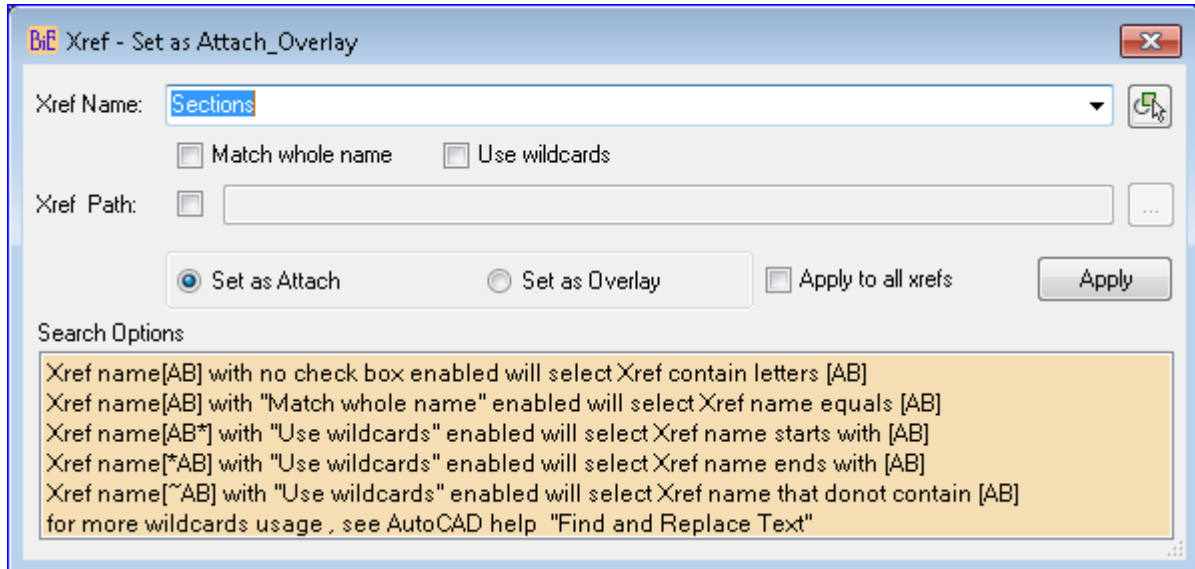 BiE Xref - Set as Attach_Overlay
Xref Name: Sections
Match whole name Use wildcards
Xref Path: ...
Set as Attach Set as Overlay Apply to all xrefs Apply
Search Options
Xref name[AB] with no check box enabled will select Xref contain letters [AB]
Xref name[AB] with "Match whole name" enabled will select Xref name equals [AB]
Xref name[AB*] with "Use wildcards" enabled will select Xref name starts with [AB]
Xref name[*AB] with "Use wildcards" enabled will select Xref name ends with [AB]
Xref name[~AB] with "Use wildcards" enabled will select Xref name that donot contain [AB]
for more wildcards usage , see AutoCAD help "Find and Replace Text"